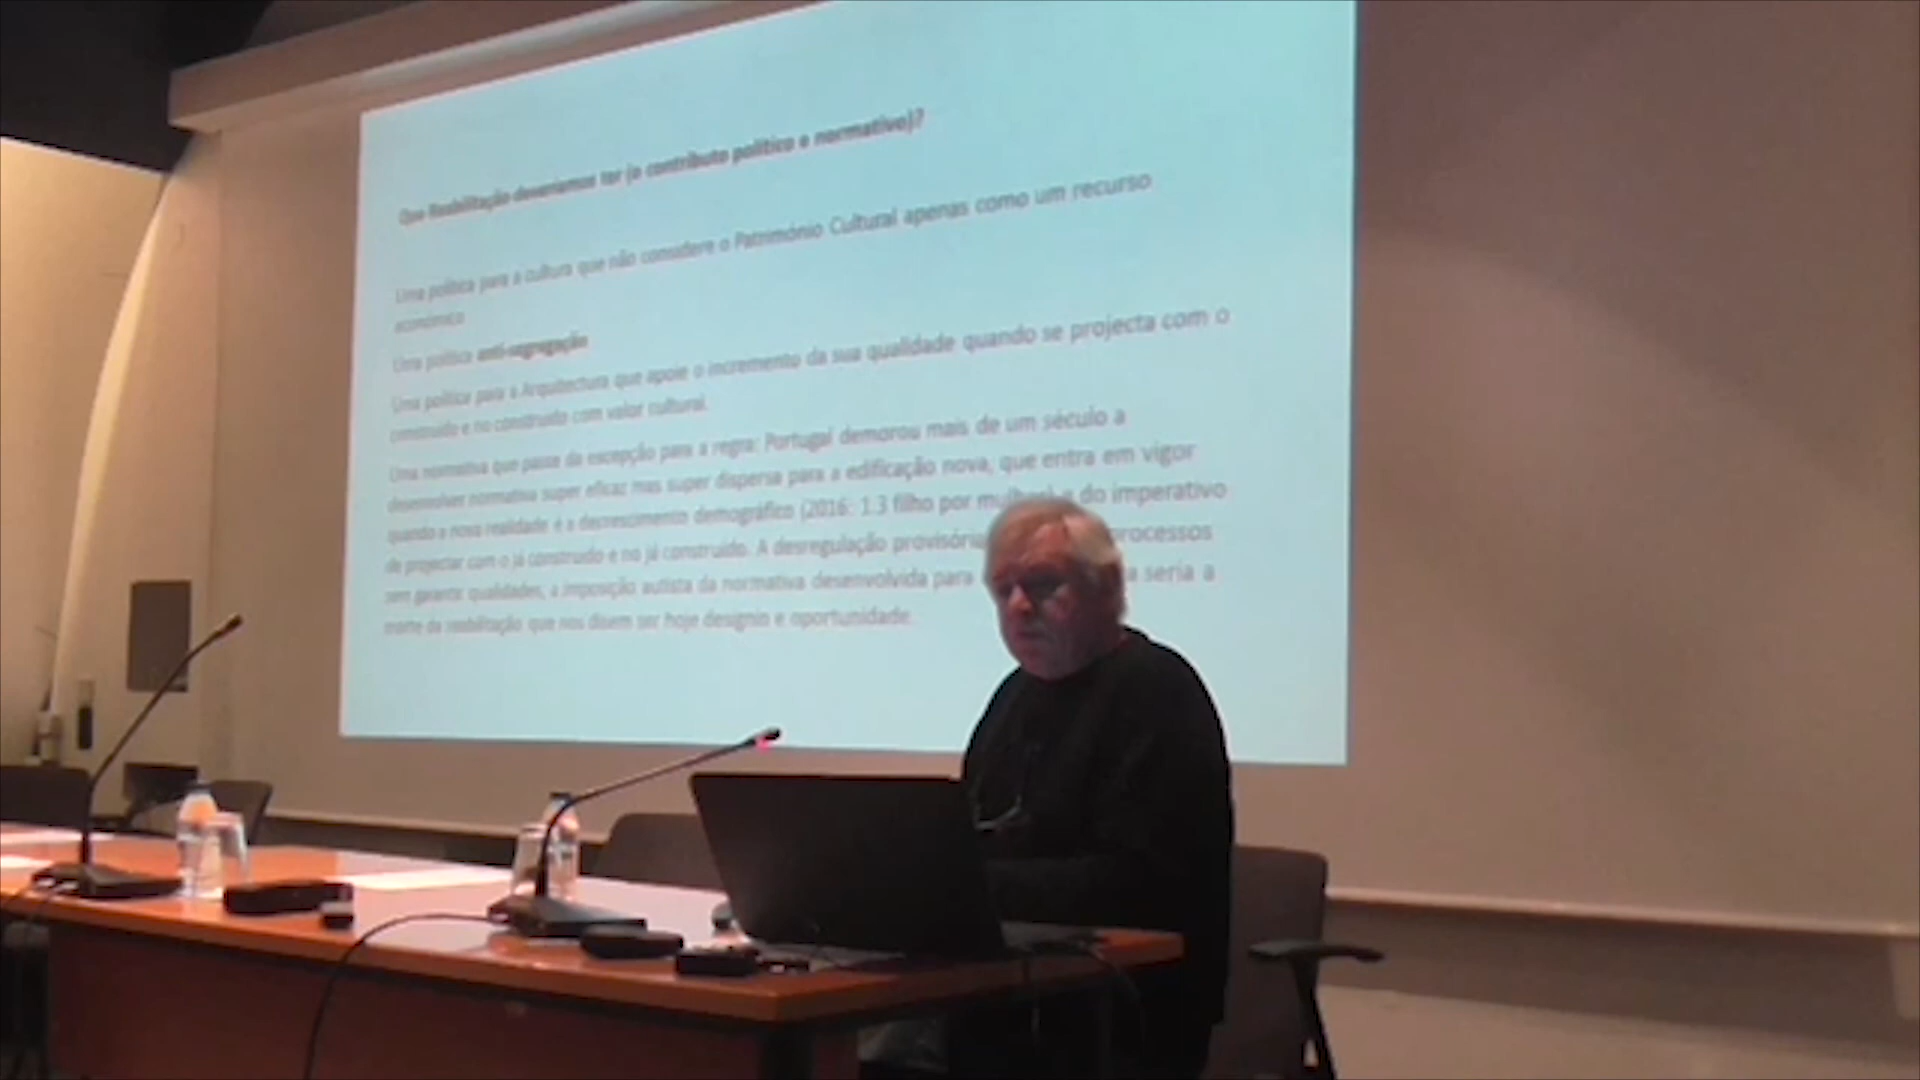 Que Reabilitação deveríamos ter (o contributo político e normativo)?
Uma política para a cultura que não considere o Património Cultural apenas como um recurso
económico
Uma política anti-segregação
Uma política para a Arquitectura que apoie o incremento da sua qualidade quando se projecta com o
construído e no construído com valor cultural.
Uma normativa que passe da excepção para a regra: Portugal demorou mais de um século a
desenvolver normativa super eficaz mas super dispersa para a edificação nova, que entra em vigor
quando a nova realidade é a decrescimento demográfico (2016: 1.3 filho por do imperativo
de projectar com o já construído e no já construído. A desregulação processos
sem garantir qualidades, a imposição autista da normativa desenvolvida para seria a
morte da reabilitação que nos dizem ser hoje desígnio e oportunidade.